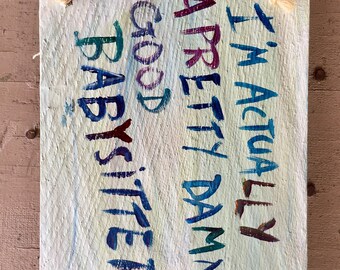 I'M ACTUALLY
A PRETTY DAMN
GOOD
BABYSiTTER